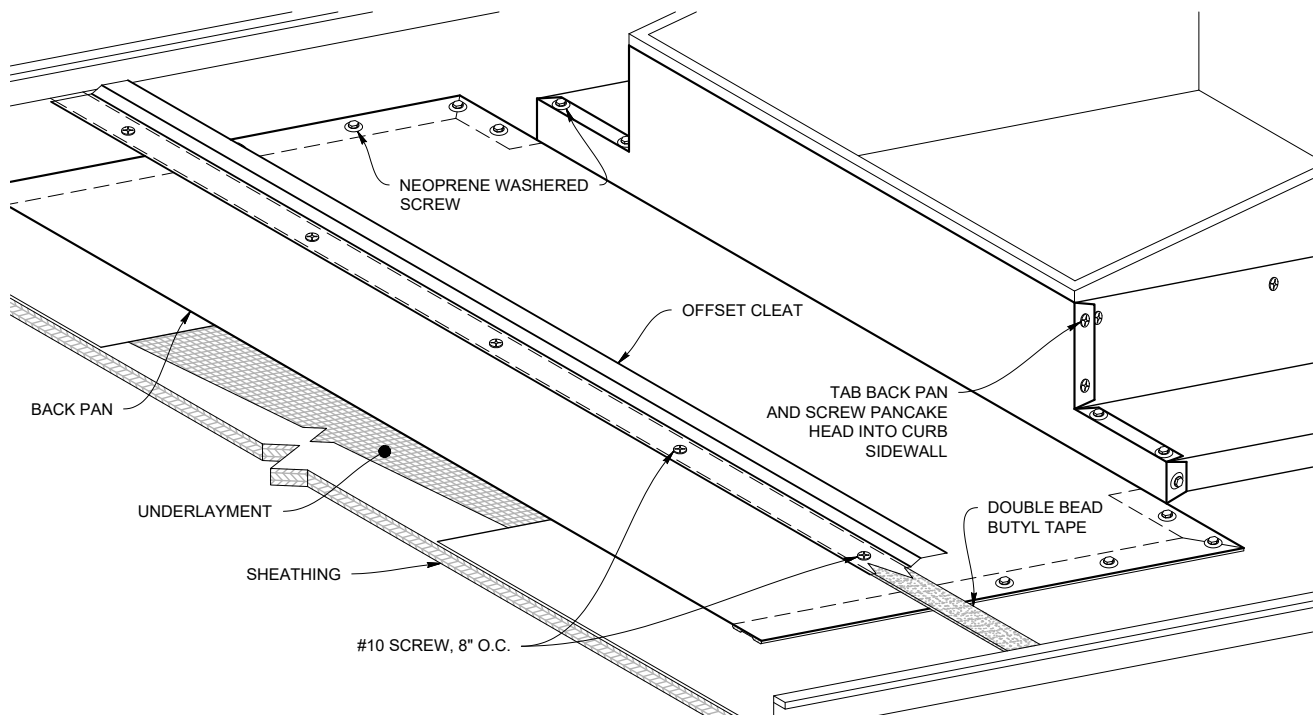 NEOPRENE WASHERED
SCREW
OFFSET CLEAT
TAB BACK PAN
AND SCREW PANCAKE
HEAD INTO CURB
SIDEWALL
BACK PAN
UNDERLAYMENT
DOUBLE BEAD
BUTYL TAPE
SHEATHING
#10 SCREW, 8" O.C.